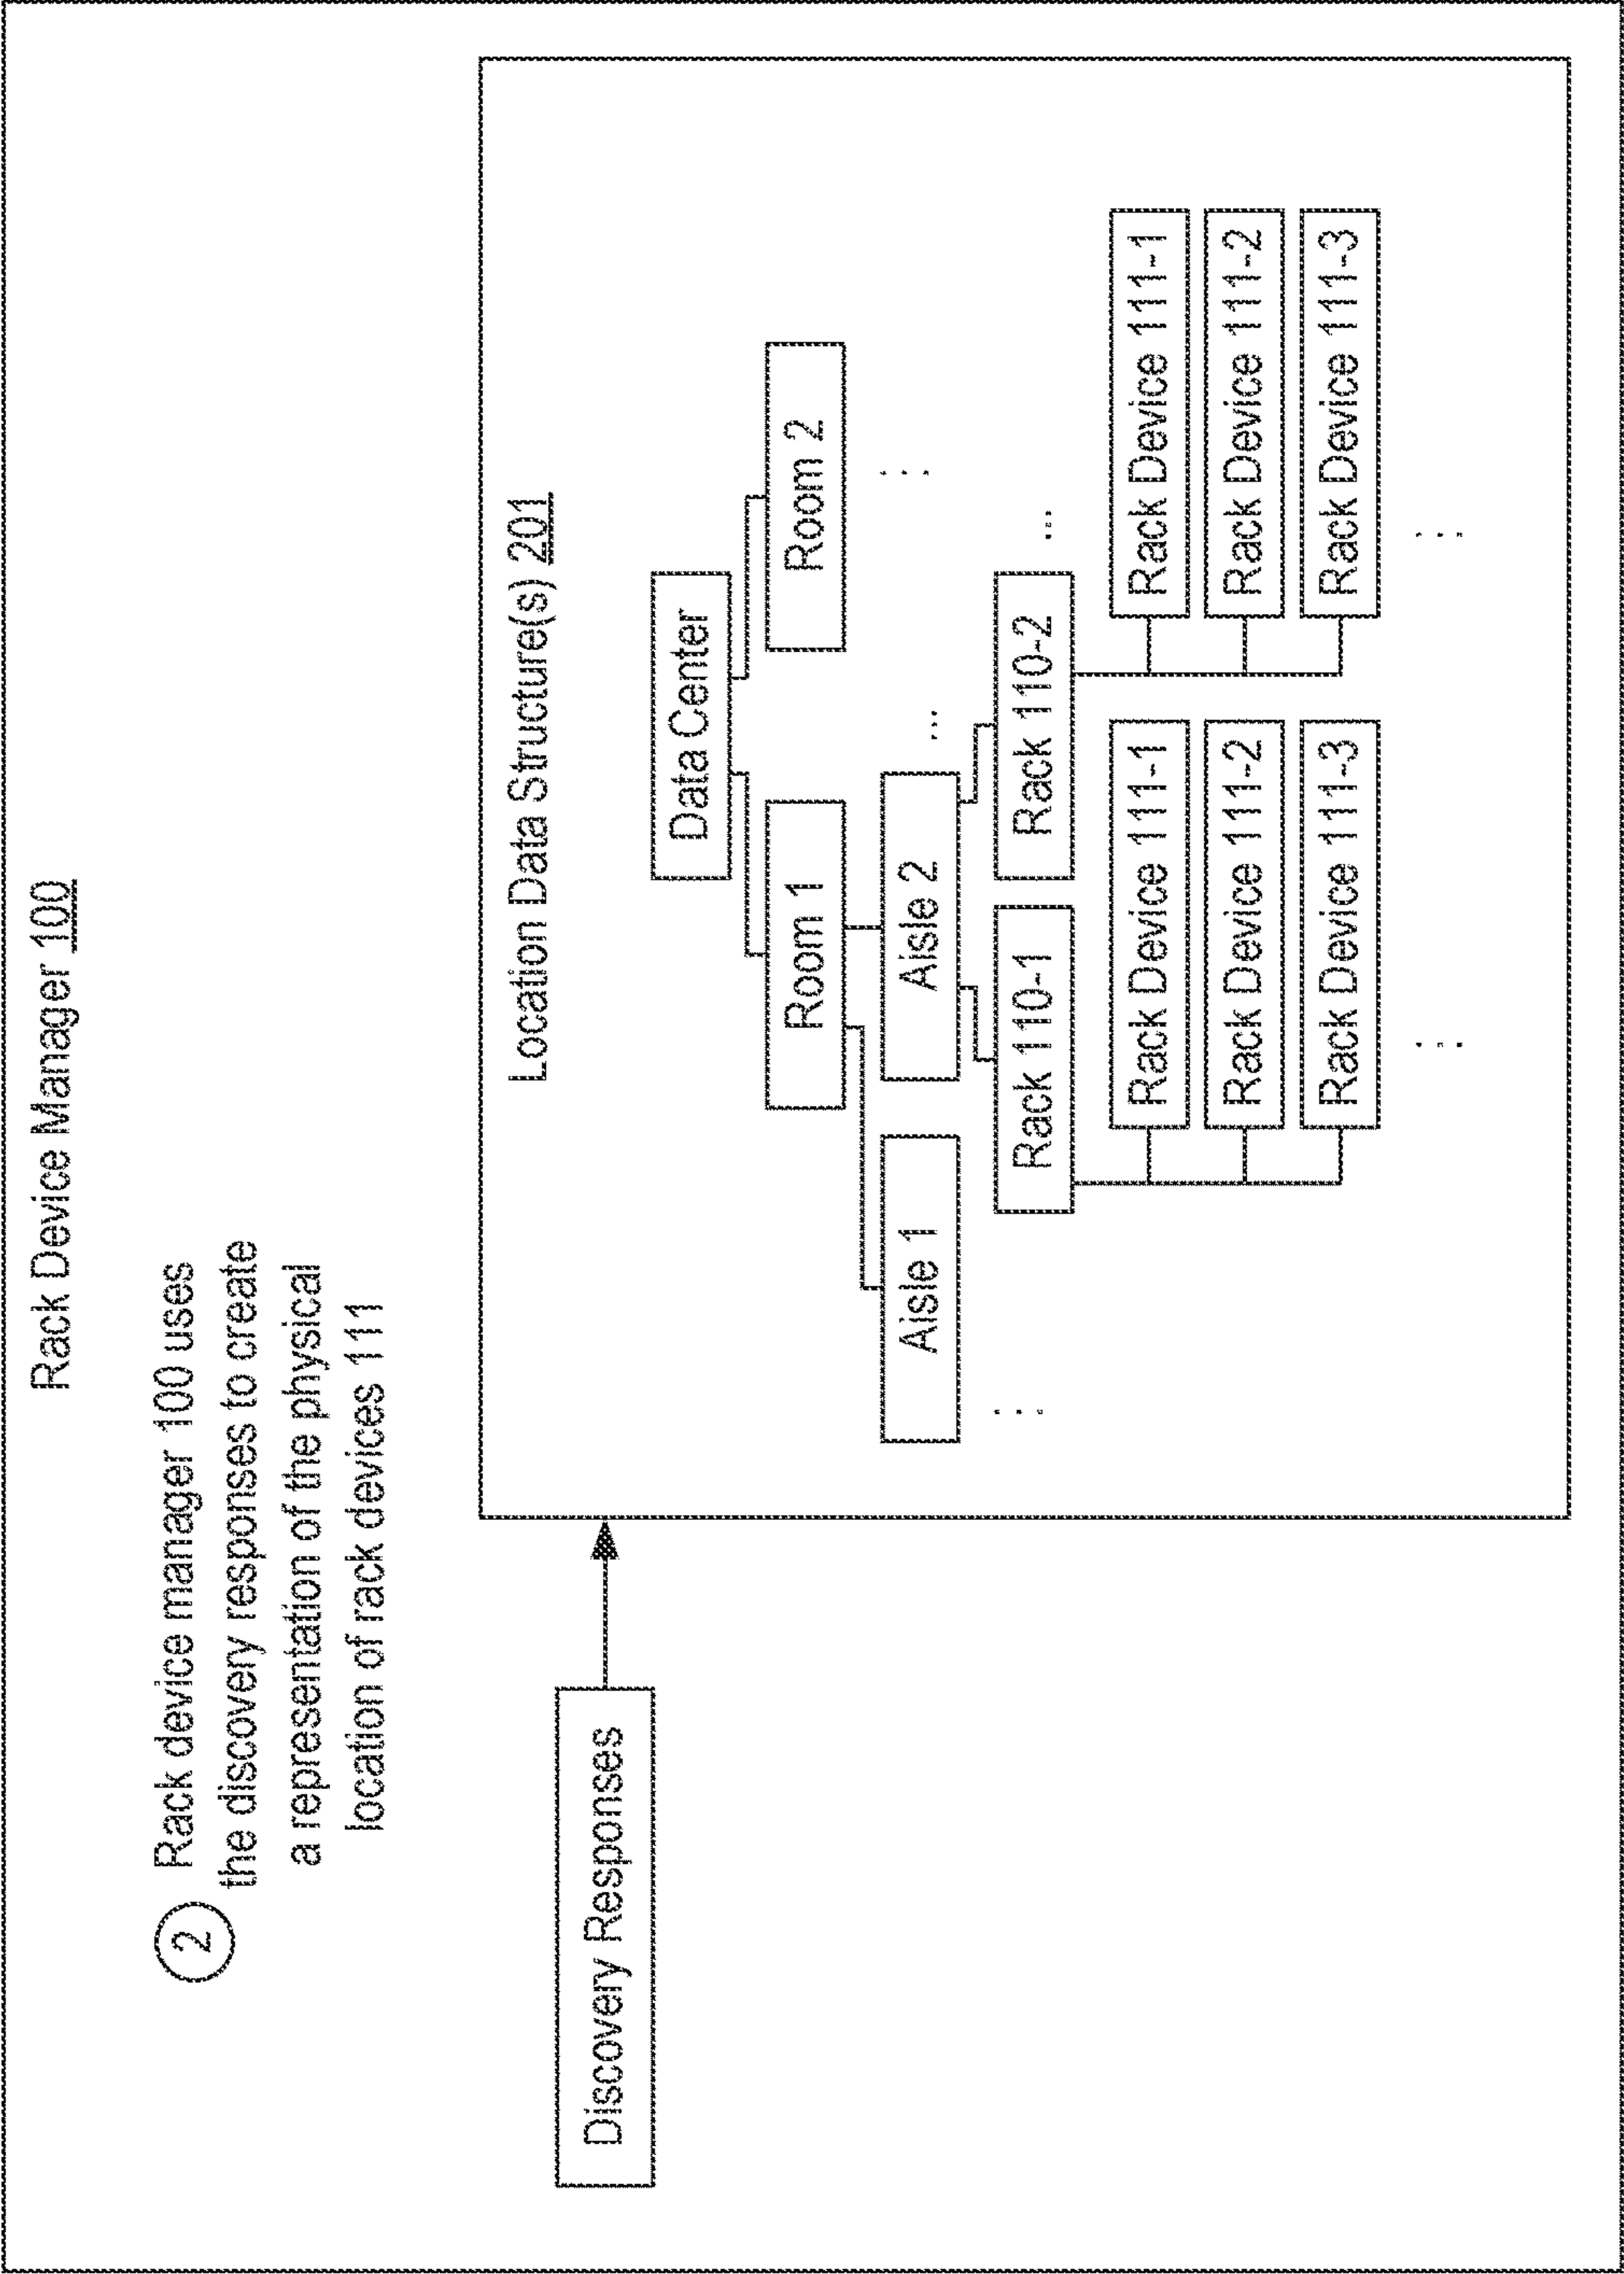 Rack Device Manager 100
2
Rack device manager 100 uses
the discovery responses to create
a representation of the physical
location of rack devices 111
Discovery Responses
Location Data Structure(s) 201
Data Center
Room 1
Room 2
Aisle 1
Aisle 2
...
...
...
Rack 110-1
Rack 110-2
...
Rack Device 111-1
Rack Device 111-2
Rack Device 111-3
...
Rack Device 111-1
Rack Device 111-2
Rack Device 111-3
...